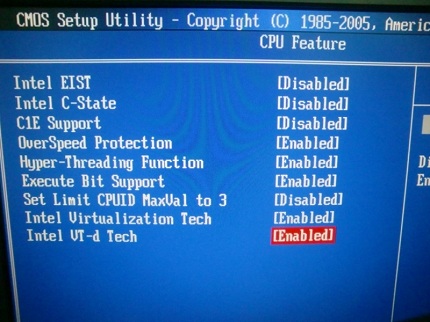 CMOS Setup Utility - Copyright (C) 1985-2005, Americ
CPU Feature
Intel EIST [Disabled]
Intel C-State [Disabled]
C1E Support [Disabled]
OverSpeed Protection [Enabled]
Hyper-Threading Function [Enabled]
Execute Bit Support [Enabled]
Set Limit CPUID MaxVal to 3 [Disabled]
Intel Virtualization Tech [Enabled]
Intel VT-d Tech [Enabled]